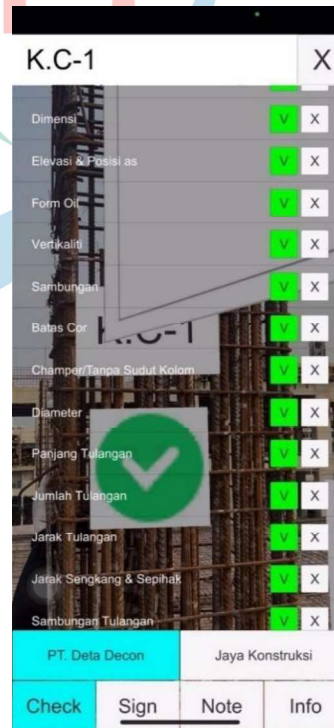 K.C-1 X
V X
Dimensi V X
Elevasi & Posisi as V X
Form Oil V X
Vertikaliti V X
Sambungan V X
K.C-1
Batas Cor V X
Champer/Tanpa Sudut Kolom V X
Diameter V X
Panjang Tulangan V X
Jumlah Tulangan V X
Jarak Tulangan V X
Jarak Sengkang & Sepihak V X
Sambungan Tulangan V X
PT. Deta Decon Jaya Konstruksi
Check Sign Note Info